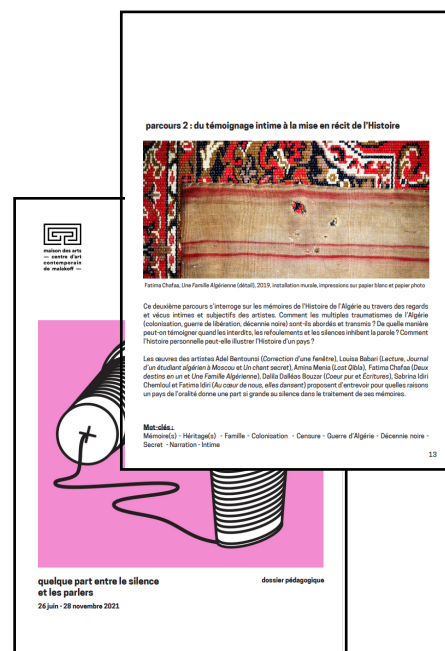 parcours 2 : du témoignage intime à la mise en récit de l'Histoire
Fatima Chafaa, Une Famille Algérienne (détail), 2019, installation murale, impressions sur papier blanc et papier photo
Ce deuxième parcours s'interroge sur les mémoires de l'Histoire de l'Algérie au travers des regards
et vécus intimes et subjectifs des artistes. Comment les multiples traumatismes de l'Algérie
(colonisation, guerre de libération, décennie noire) sont-ils abordés et transmis ? De quelle manière
peut-on témoigner quand les interdits, les refoulements et les silences inhibent la parole ? Comment
l'histoire personnelle peut-elle illustrer l'Histoire d'un pays ?
Les œuvres des artistes Adel Bentounsi (Correction d'une fenêtre), Louisa Babari (Lecture, Journal
d'un étudiant algérien à Moscou et Un chant secret), Amina Menia (Lost Qibla), Fatima Chafaa (Deux
destins en un et Une Famille Algérienne), Dalila Dalléas Bouzar (Coeur pur et Écritures), Sabrina Idiri
Chemloul et Fatima Idiri (Au cœur de nous, elles dansent) proposent d'entrevoir pour quelles raisons
un pays de l'oralité donne une part si grande au silence dans le traitement de ses mémoires.
Mot-clés :
Mémoire(s) - Héritage(s) - Famille - Colonisation - Censure - Guerre d'Algérie - Décennie noire -
Secret - Narration - Intime
13
maison des arts
— centre d'art
contemporain
de malakoff —
quelque part entre le silence
et les parlers
dossier pédagogique
26 juin - 28 novembre 2021